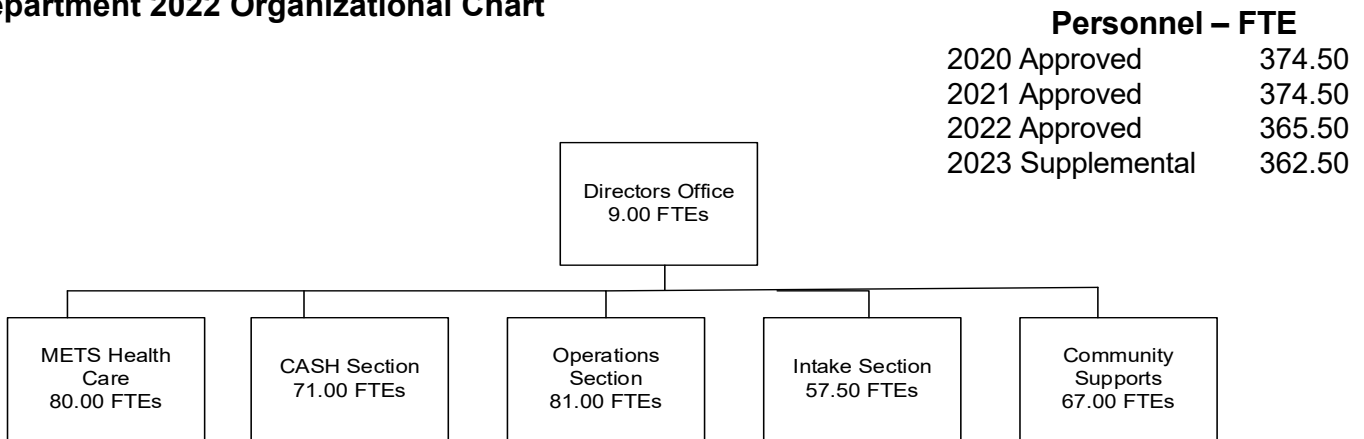 2022 Organizational Chart
Personnel – FTE
2020 Approved 374.50
2021 Approved 374.50
2022 Approved 365.50
2023 Supplemental 362.50
Directors Office
9.00 FTEs
METS Health
Care
80.00 FTEs
CASH Section
71.00 FTEs
Operations
Section
81.00 FTEs
Intake Section
57.50 FTEs
Community
Supports
67.00 FTEs